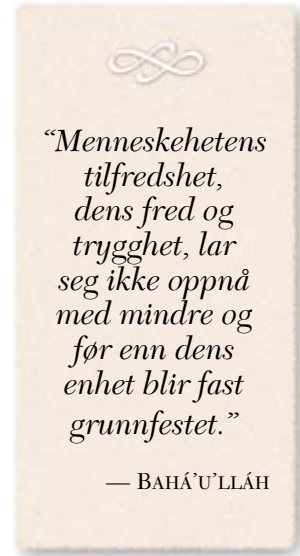 “Menneskehetens
tilfredshet,
dens fred og
trygghet, lar
seg ikke oppnå
med mindre og
før enn dens
enhet blir fast
grunnfestet.”
— BAHÁ’U’LLÁH